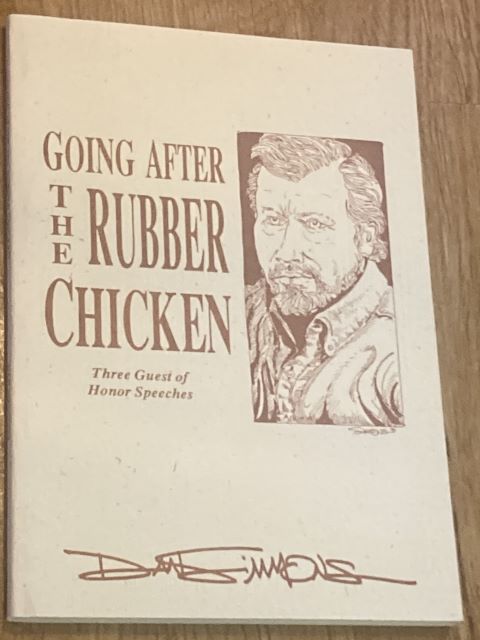 GOING AFTER
THE RUBBER
CHICKEN
Three Guest of
Honor Speeches
DAN SIMMONS